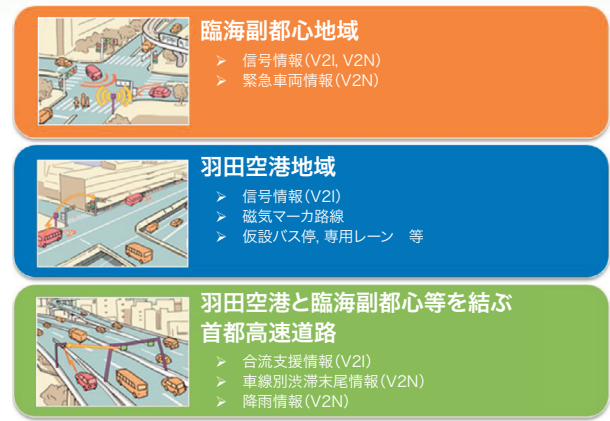 臨海副都心地域
➢ 信号情報(V2I, V2N)
➢ 緊急車両情報(V2N)
羽田空港地域
➢ 信号情報(V2I)
➢ 磁気マーカ路線
➢ 仮設バス停, 専用レーン　等
羽田空港と臨海副都心等を結ぶ
首都高速道路
➢ 合流支援情報(V2I)
➢ 車線別渋滞末尾情報(V2N)
➢ 降雨情報(V2N)